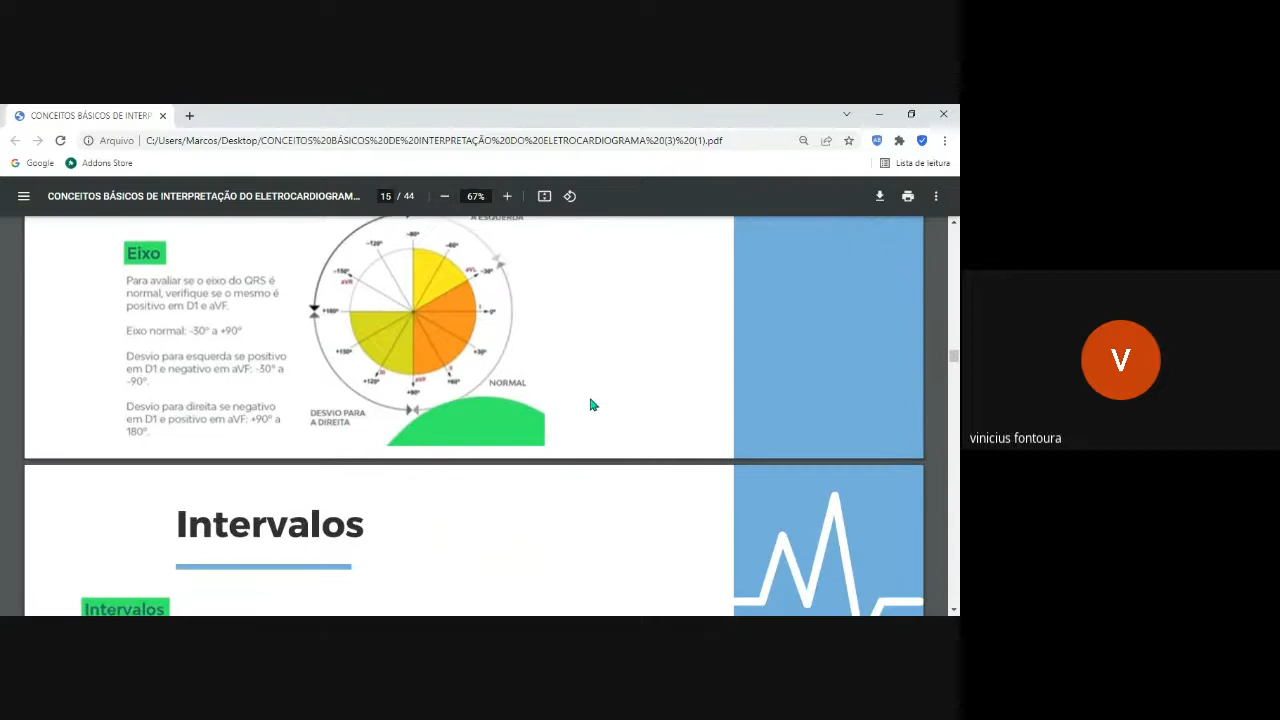 CONCEITOS BÁSICOS DE INTERP
Arquivo
C:/Users/Marcos/Desktop/CONCEITOS%20BÁSICOS%20DE%20INTERPRETAÇÃO%20DO%20ELETROCARDIOGRAMA%20(3)%20(1).pdf
Google
Addons Store
Lista de leitura
CONCEITOS BÁSICOS DE INTERPRETAÇÃO DO ELETROCARDIOGRAM...
15 / 44
67%
A ESQUERDA
Eixo
Para avaliar se o eixo do QRS é
normal, verifique se o mesmo é
positivo em D1 e aVF.
Eixo normal: -30° a +90°
Desvio para esquerda se positivo
em D1 e negativo em aVF: -30° a
-90°.
Desvio para direita se negativo
em D1 e positivo em aVF: +90° a
180°.
-120°
-60°
-150°
aVR
aVL
-30°
+180°
I
0°
+150°
+30°
+120°
+60°
aVF
+90°
NORMAL
DESVIO PARA
A DIREITA
Intervalos
Intervalos
V
vinicius fontoura